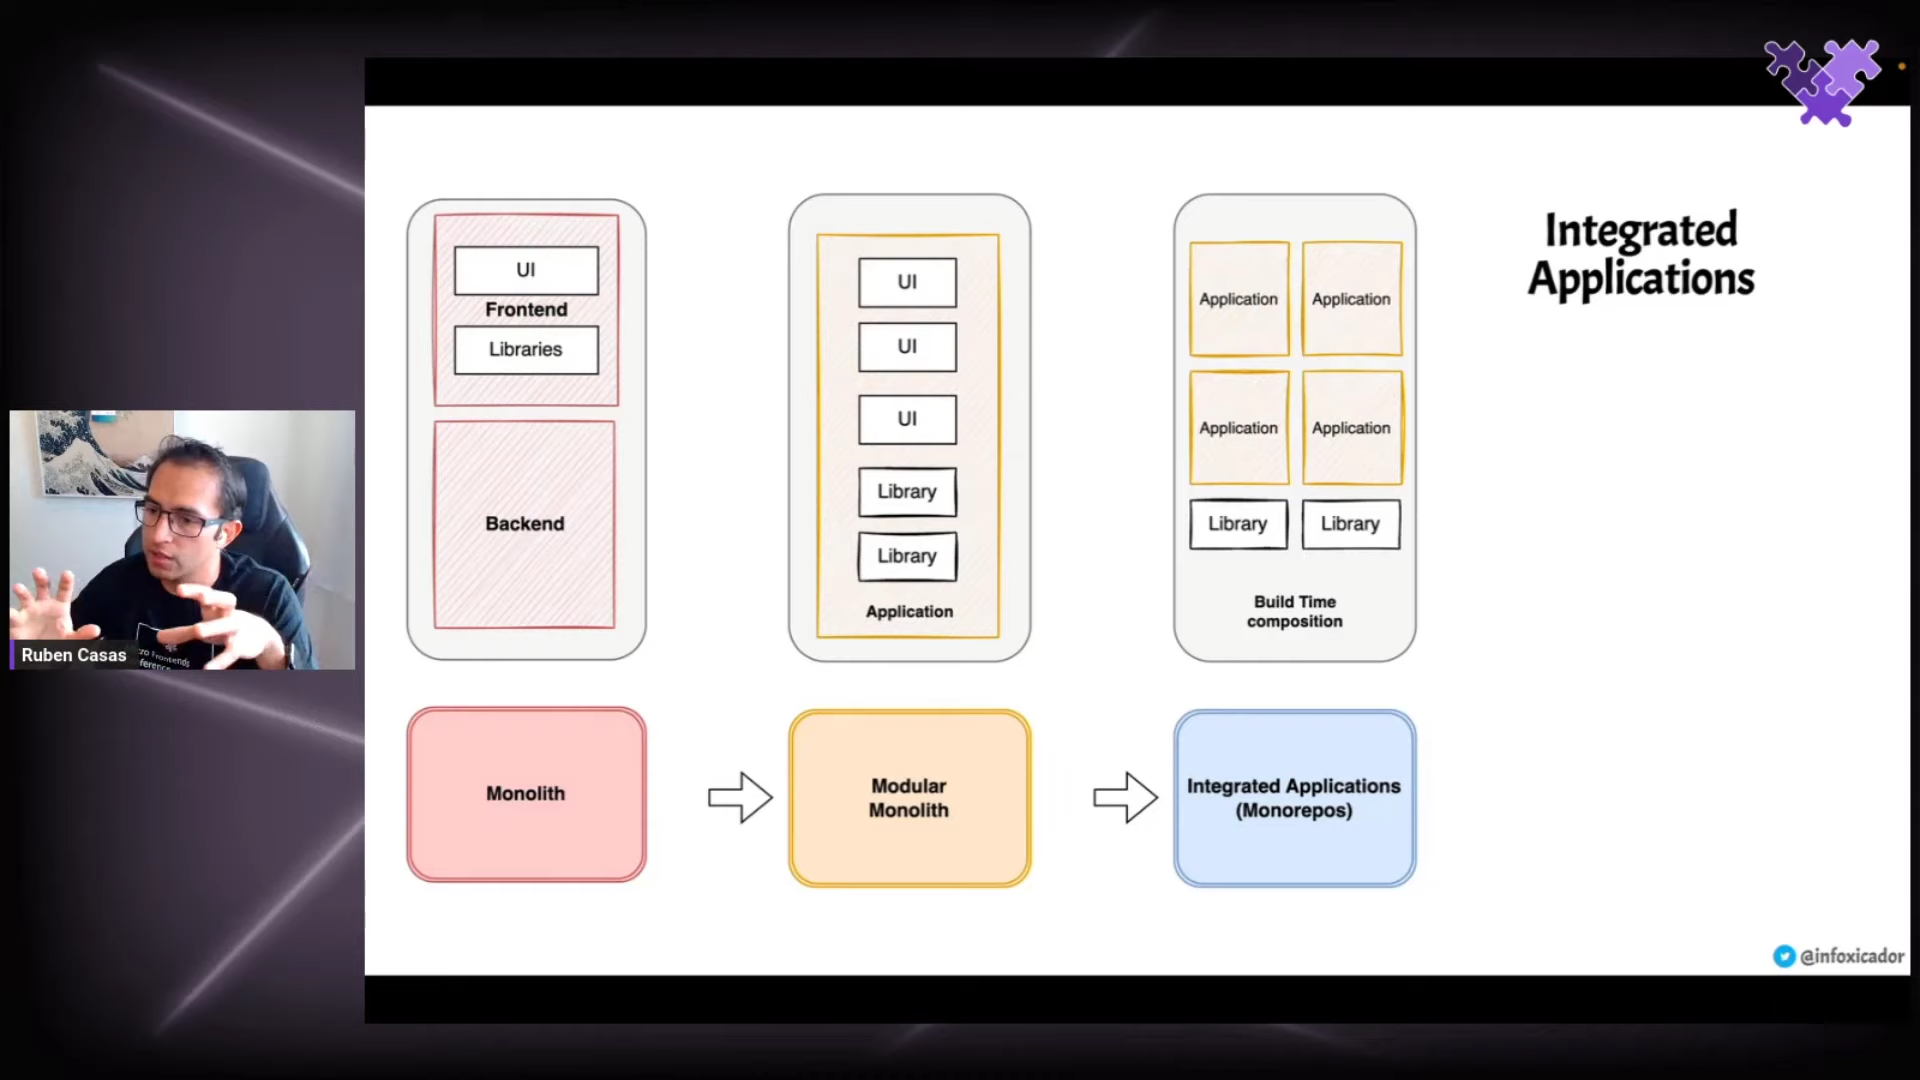 Integrated
Applications
UI
Frontend
Libraries
Backend
UI
UI
UI
Library
Library
Application
Application
Application
Application
Application
Library
Library
Build Time
composition
Monolith
Modular
Monolith
Integrated Applications
(Monorepos)
Ruben Casas
@infoxicador